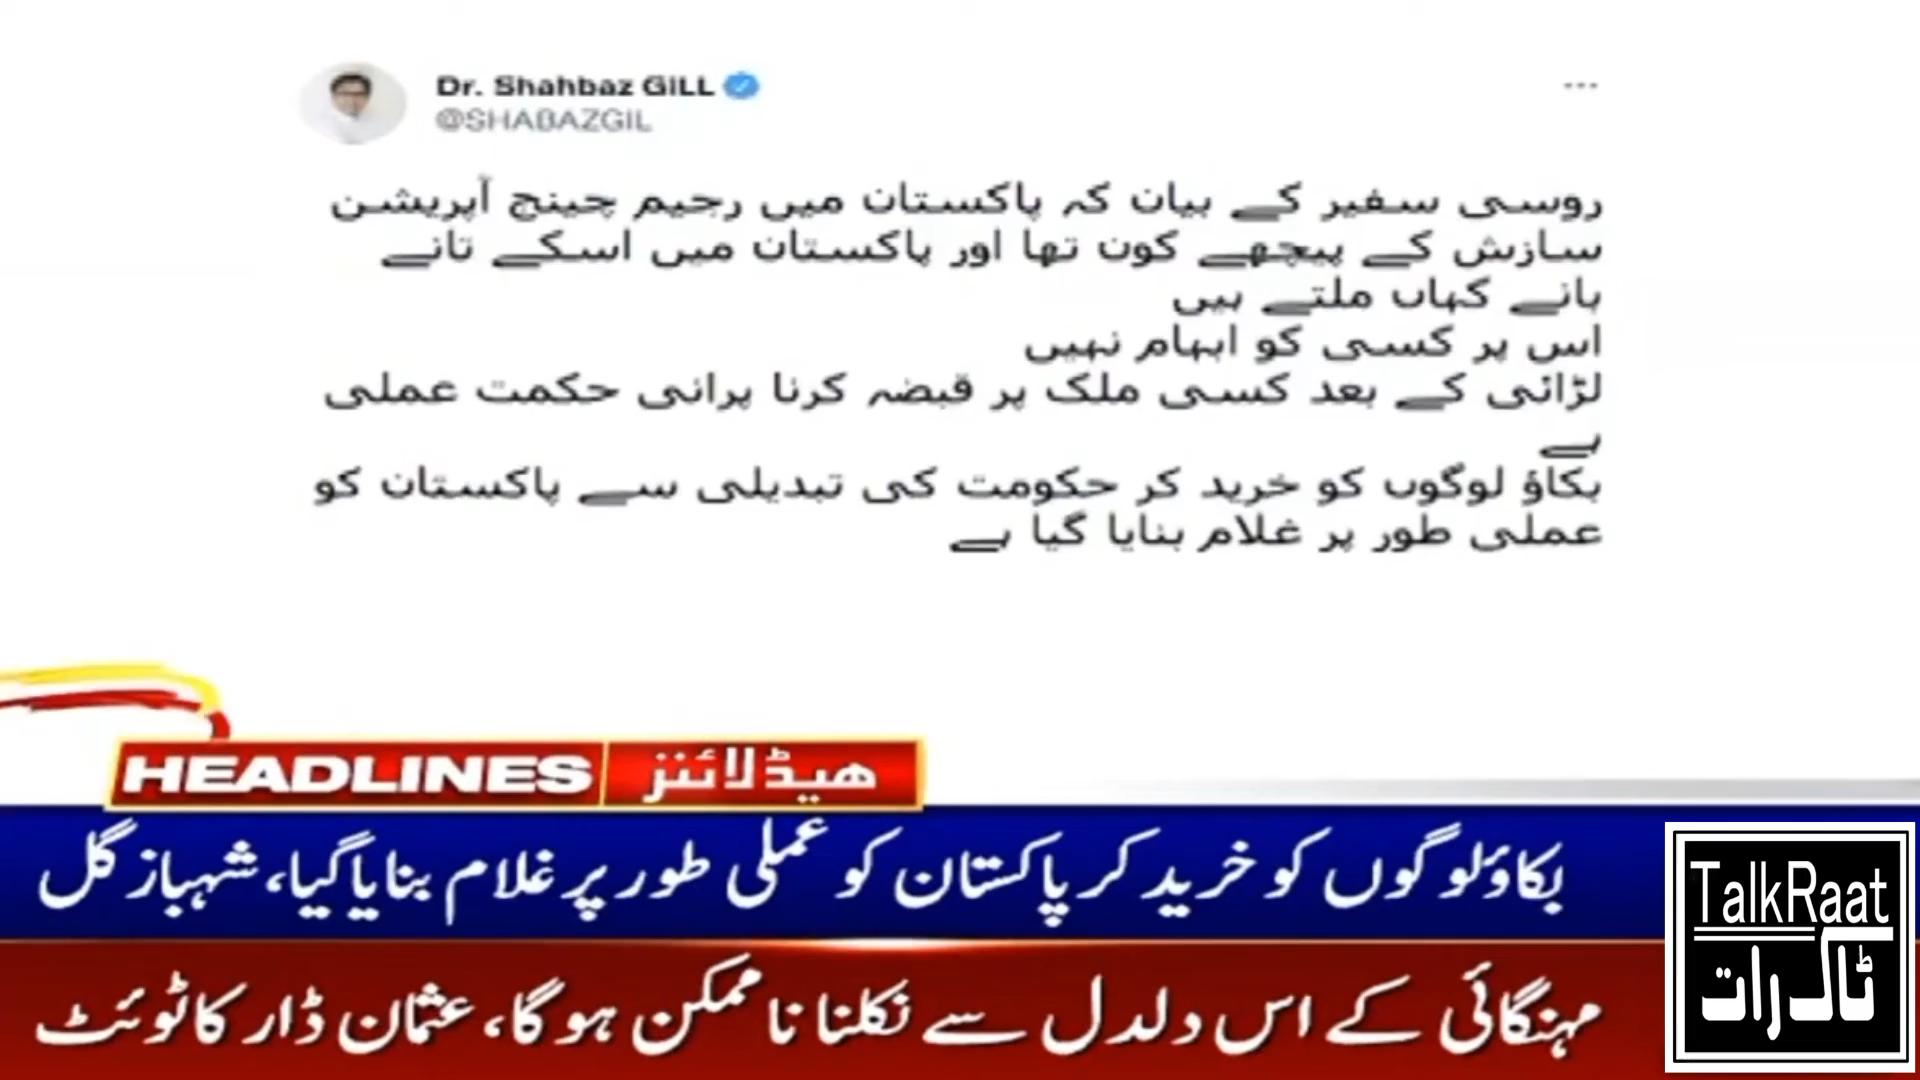 Dr. Shahbaz GILL
@SHABAZGIL
روسی سفیر کے بیان کہ پاکستان میں رجیم چینج آپریشن
سازش کے پیچھے کون تھا اور پاکستان میں اسکے تانے
بانے کہاں ملتے ہیں
اس پر کسی کو ابہام نہیں
لڑائی کے بعد کسی ملک پر قبضہ کرنا پرانی حکمت عملی
ہے
بکاؤ لوگوں کو خرید کر حکومت کی تبدیلی سے پاکستان کو
عملی طور پر غلام بنایا گیا ہے
HEADLINES ھیڈلائنز
بکاؤ لوگوں کو خرید کر پاکستان کو عملی طور پر غلام بنایا گیا، شہباز گل
مہنگائی کے اس دلدل سے نکلنا ناممکن ہو گا، عثمان ڈار کا ٹوئٹ
TalkRaat
ٹاک رات